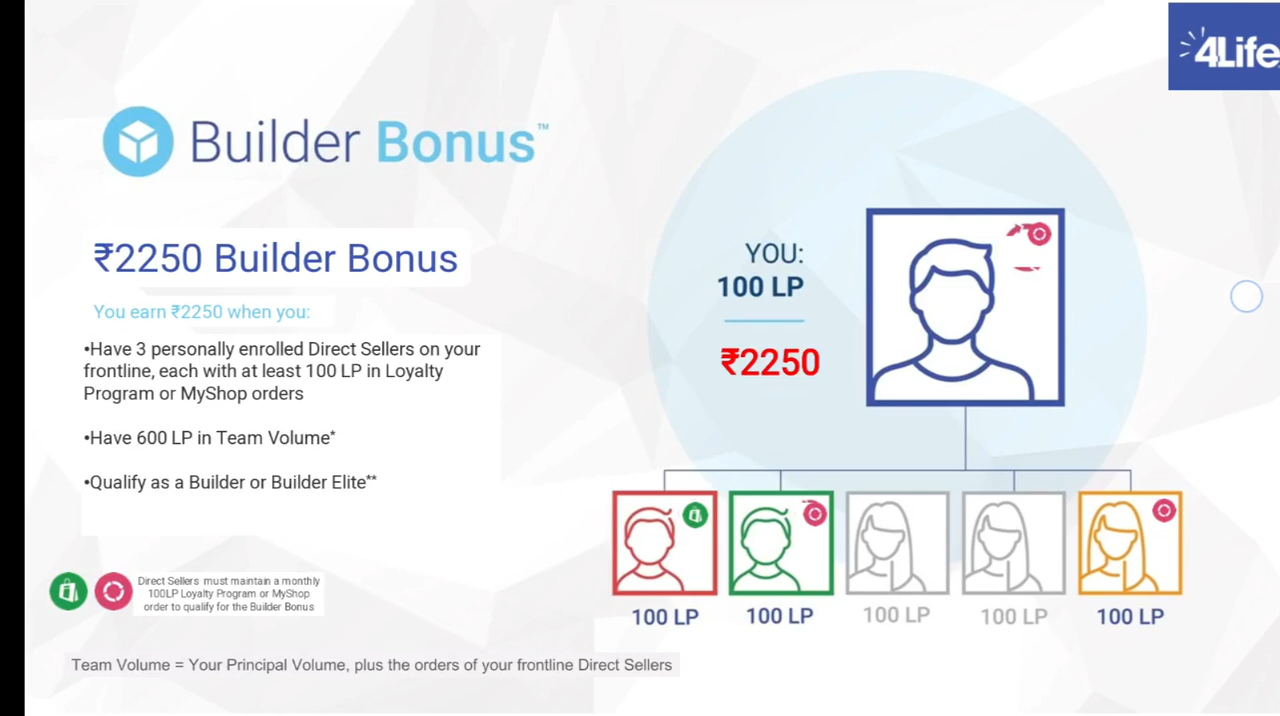 4Life
Builder Bonus™
₹2250 Builder Bonus
You earn ₹2250 when you:
•Have 3 personally enrolled Direct Sellers on your
frontline, each with at least 100 LP in Loyalty
Program or MyShop orders
•Have 600 LP in Team Volume*
•Qualify as a Builder or Builder Elite**
YOU:
100 LP
₹2250
100 LP
100 LP
100 LP
100 LP
100 LP
Direct Sellers must maintain a monthly
100LP Loyalty Program or MyShop
order to qualify for the Builder Bonus
Team Volume = Your Principal Volume, plus the orders of your frontline Direct Sellers